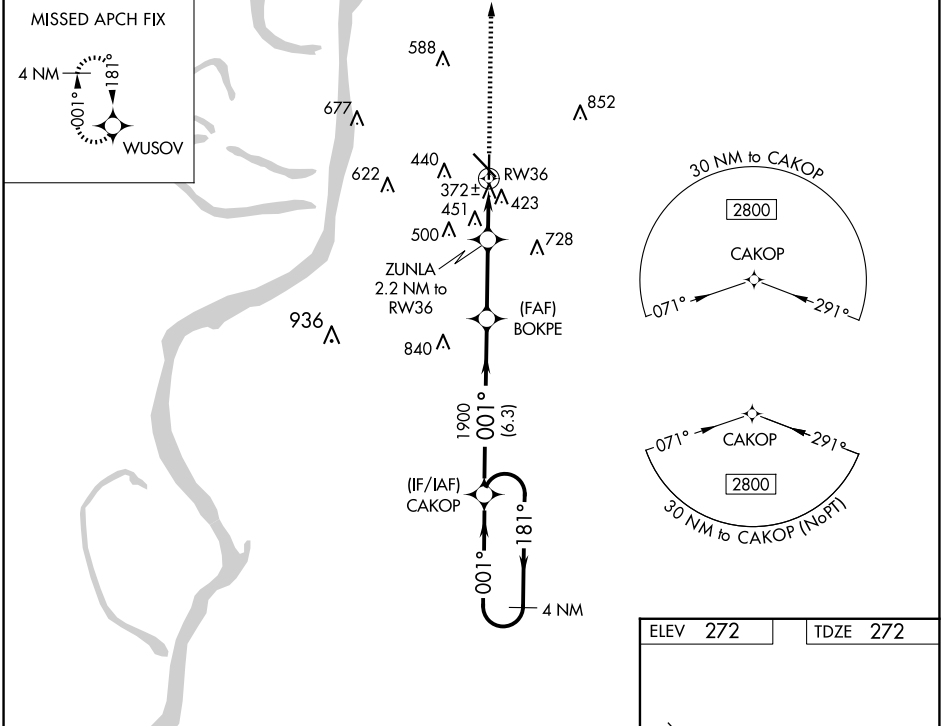 MISSED APCH FIX
4 NM
181°
001°
WUSOV
588
677
852
622
440
RW36
372±
423
451
500
728
ZUNLA
2.2 NM to
RW36
(FAF)
BOKPE
936
840
1900
001°
(6.3)
(IF/IAF)
CAKOP
181°
001°
4 NM
30 NM to CAKOP
2800
CAKOP
071°
291°
071°
CAKOP
291°
2800
30 NM to CAKOP (NoPT)
ELEV 272
TDZE 272